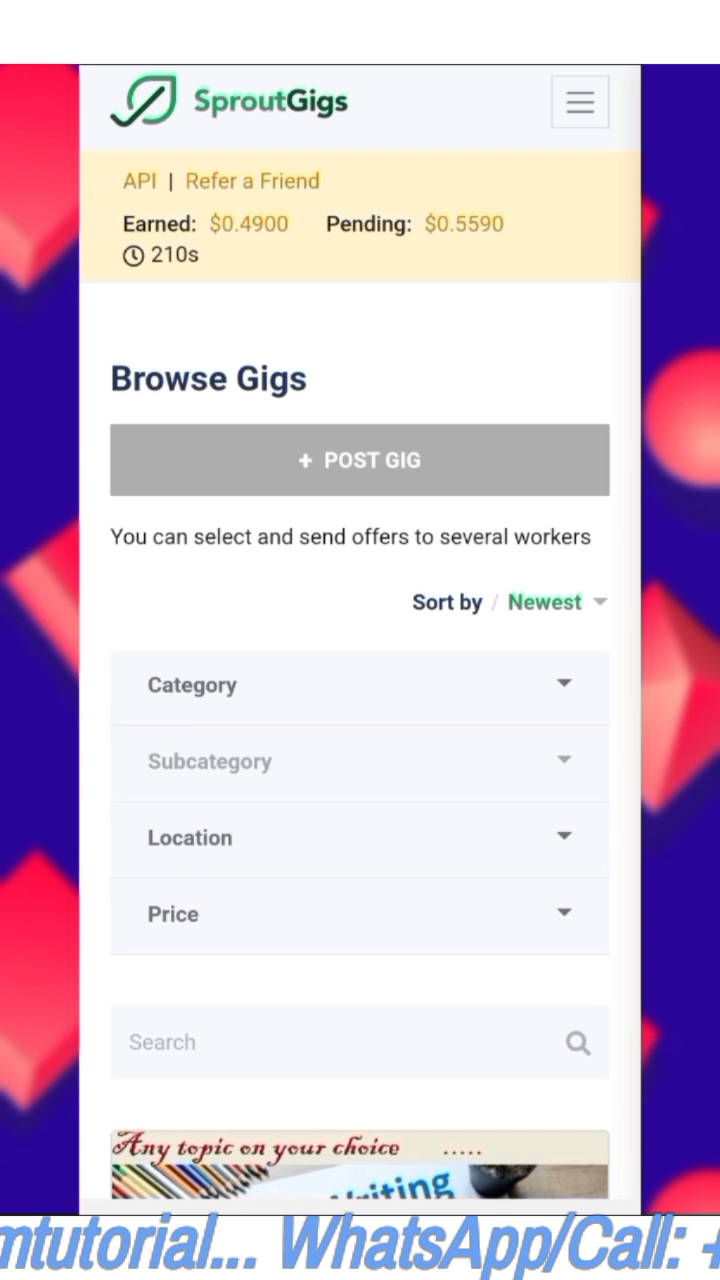 SproutGigs
API | Refer a Friend
Earned: $0.4900 Pending: $0.5590
210s
Browse Gigs
+ POST GIG
You can select and send offers to several workers
Sort by / Newest
Category
Subcategory
Location
Price
Search
Any topic on your choice .....
Writing
mtutorial... WhatsApp/Call: +